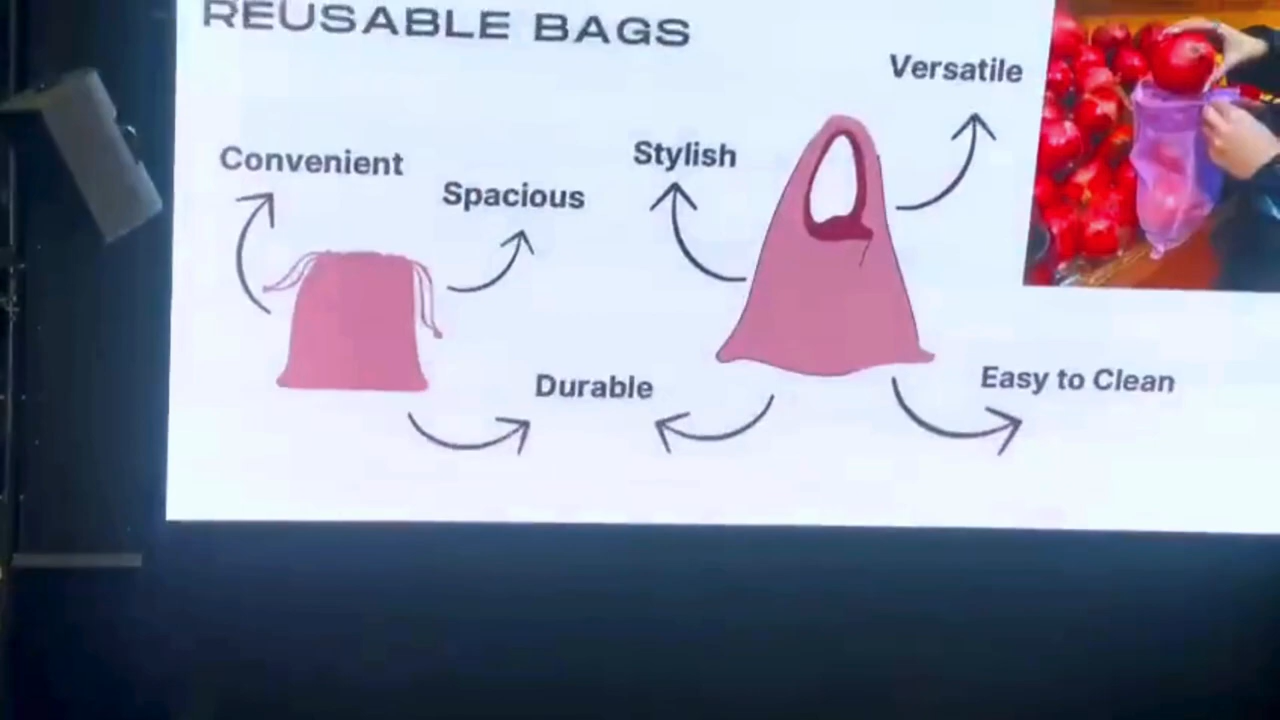 REUSABLE BAGS
Versatile
Convenient
Stylish
Spacious
Durable
Easy to Clean